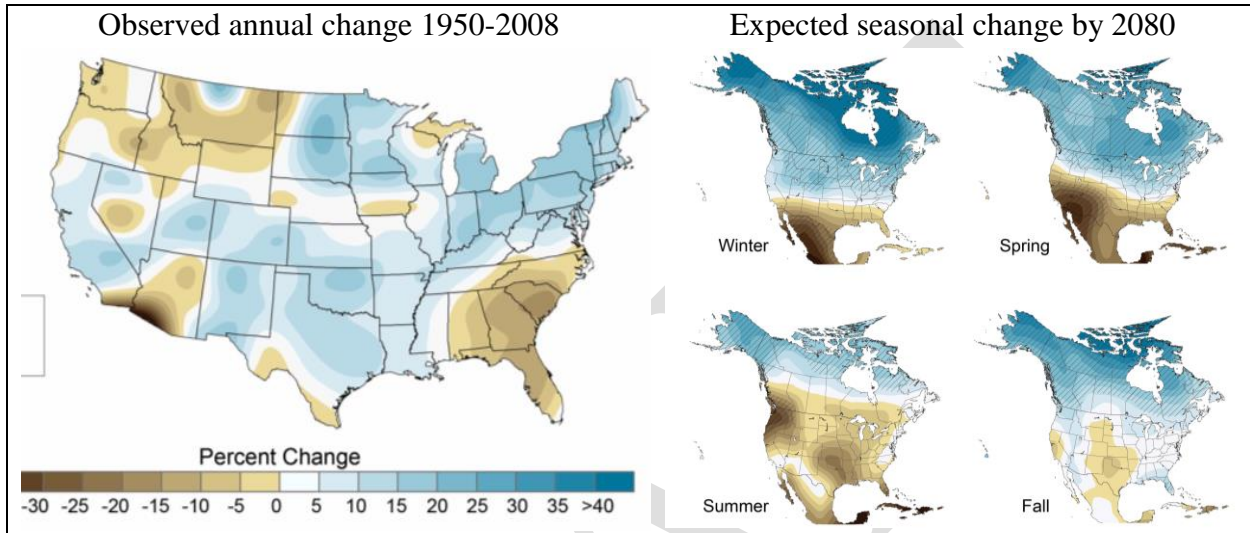 Observed annual change 1950-2008
Expected seasonal change by 2080
Winter
Spring
Summer
Fall
Percent Change
-30 -25 -20 -15 -10 -5 0 5 10 15 20 25 30 35 >40